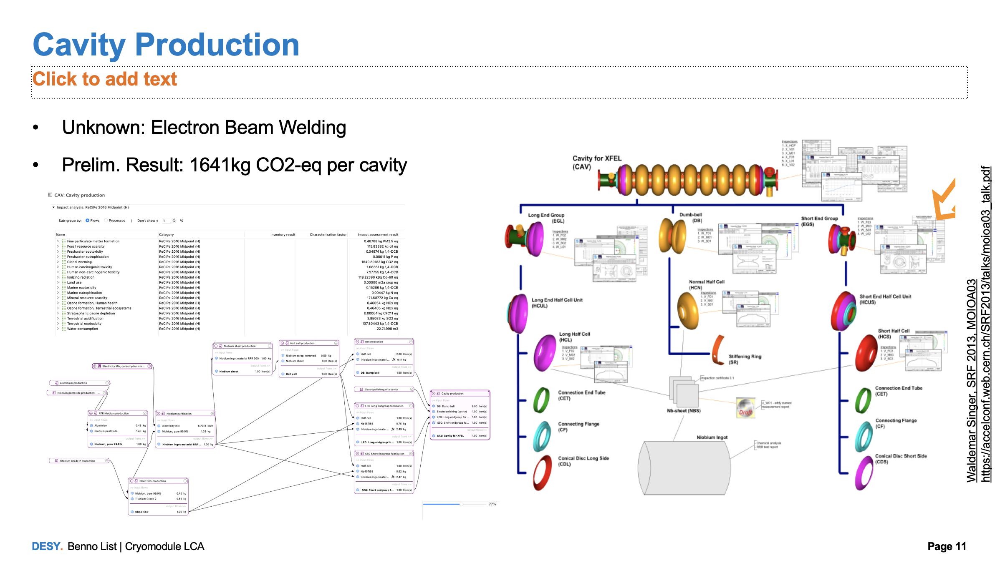 Cavity Production
Click to add text
• Unknown: Electron Beam Welding
• Prelim. Result: 1641kg CO2-eq per cavity
CAV: Cavity production
Impact analysis: ReCiPe 2016 Midpoint (H)
Sub-group by: Flows Processes | Don't show < 1 %
Name Category Inventory result Characterization factor Impact assessment result
Fine particulate matter formation ReCiPe 2016 Midpoint (H) 0.48768 kg PM2.5 eq
Fossil resource scarcity ReCiPe 2016 Midpoint (H) 115.83382 kg oil eq
Freshwater ecotoxicity ReCiPe 2016 Midpoint (H) 0.04974 kg 1,4-DCB
Freshwater eutrophication ReCiPe 2016 Midpoint (H) 0.00011 kg P eq
Global warming ReCiPe 2016 Midpoint (H) 1640.89183 kg CO2 eq
Human carcinogenic toxicity ReCiPe 2016 Midpoint (H) 1.08361 kg 1,4-DCB
Human non-carcinogenic toxicity ReCiPe 2016 Midpoint (H) 7.97755 kg 1,4-DCB
Ionizing radiation ReCiPe 2016 Midpoint (H) 119.22390 kBq Co-60 eq
Land use ReCiPe 2016 Midpoint (H) 0.00000 m2a crop eq
Marine ecotoxicity ReCiPe 2016 Midpoint (H) 0.15286 kg 1,4-DCB
Marine eutrophication ReCiPe 2016 Midpoint (H) 0.00447 kg N eq
Mineral resource scarcity ReCiPe 2016 Midpoint (H) 171.68772 kg Cu eq
Ozone formation, Human health ReCiPe 2016 Midpoint (H) 0.46054 kg NOx eq
Ozone formation, Terrestrial ecosystems ReCiPe 2016 Midpoint (H) 0.46405 kg NOx eq
Stratospheric ozone depletion ReCiPe 2016 Midpoint (H) 0.00064 kg CFC11 eq
Terrestrial acidification ReCiPe 2016 Midpoint (H) 3.85083 kg SO2 eq
Terrestrial ecotoxicity ReCiPe 2016 Midpoint (H) 137.80443 kg 1,4-DCB
Water consumption ReCiPe 2016 Midpoint (H) 22.74998 m3
Electricity Mix, consumption mix...
Aluminium production
Niobium pentoxide production - ...
ATR Niobium production
>> input flows
Aluminium 0.48 kg
Niobium pentoxide 1.43 kg
output flows >>
Niobium, pure 99.9% 1.00 kg
Titanium Grade 2 production
Niobium purification
>> input flows
electricity mix 6.70E1 kWh
Niobium, pure 99.9% 1.33 kg
output flows >>
Niobium ingot material RRR... 1.00 kg
Nb45Ti55 production
>> input flows
Niobium, pure 99.9% 0.45 kg
Titanium Grade 2 0.55 kg
output flows >>
Nb45Ti55 1.00 kg
Niobium sheet production
>> input flows
Niobium ingot material RRR 300 1.00 kg
output flows >>
Niobium sheet 1.00 Item(s)
Half cell production
>> input flows
Niobium scrap, removed 0.59 kg
Niobium sheet 1.00 Item(s)
output flows >>
Half cell 1.00 Item(s)
DB production
>> input flows
Half cell 2.00 Item(s)
Niobium ingot materi... fx 0.11 kg
output flows >>
DB: Dump bell 1.00 Item(s)
Electropolishing of a cavity
LEG Long endgroup fabrication
>> input flows
Half cell 1.00 Item(s)
Nb45Ti55 0.76 kg
Niobium ingot mater... fx 2.49 kg
output flows >>
LEG: Long endgroup fo... 1.00 Item(s)
SEG Short Endgroup fabrication
>> input flows
Half cell 1.00 Item(s)
Nb45Ti55 0.92 kg
Niobium ingot mater... fx 2.47 kg
output flows >>
SEG: Short endgroup f... 1.00 Item(s)
Cavity production
>> input flows
DB: Dump bell 8.00 Item(s)
Electropolishing (cavity) 1.00 Item(s)
LEG: Long endgroup for ... 1.00 Item(s)
SEG: Short endgroup fo... 1.00 Item(s)
output flows >>
CAV: Cavity for XFEL 1.00 Item(s)
77%
Cavity for XFEL
(CAV)
Inspections
1. X_HCP
2. X_V01
3. X_M01
4. X_F01
5. X_L01
6. X_V02
Long End Group
(EGL)
Inspections
1. W_F02
2. W_M02
3. W_S02
4. W_L01
Dumb-bell
(DB)
Inspections
1. W_F01
2. W_M01
3. W_S01
Short End Group
(EGS)
Inspections
1. W_F03
2. W_M03
3. W_S03
4. W_L02
Normal Half Cell
(HCN)
Inspections
1. V_F01
2. V_M01
3. V_S01
Long End Half Cell Unit
(HCUL)
Short End Half Cell Unit
(HCUS)
Long Half Cell
(HCL)
Inspections
1. V_F02
2. V_M02
3. V_S02
Stiffening Ring
(SR)
Short Half Cell
(HCS)
Inspections
1. V_F03
2. V_M03
3. V_S03
Inspection certificate 3.1
Connection End Tube
(CET)
Nb-sheet (NBS)
Draft
U_W01 - eddy current
measurement report
Connection End Tube
(CET)
Connecting Flange
(CF)
Connecting Flange
(CF)
Niobium Ingot
Chemical analysis
RRR test report
Conical Disc Long Side
(CDL)
Conical Disc Short Side
(CDS)
Waldemar Singer, SRF 2013, MOIOA03
https://accelconf.web.cern.ch/SRF2013/talks/moioa03_talk.pdf
DESY. Benno List | Cryomodule LCA
Page 11